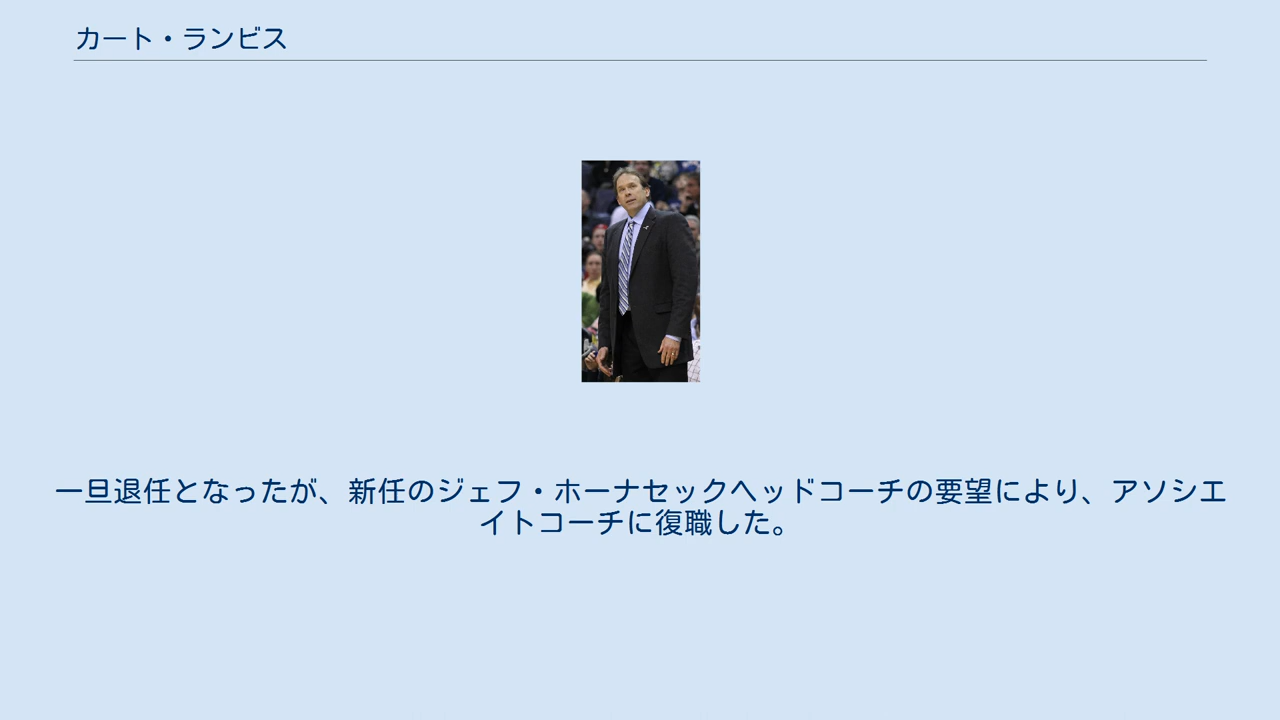 カート・ランビス
一旦退任となったが、新任のジェフ・ホーナセックヘッドコーチの要望により、アソシエ
イトコーチに復職した。